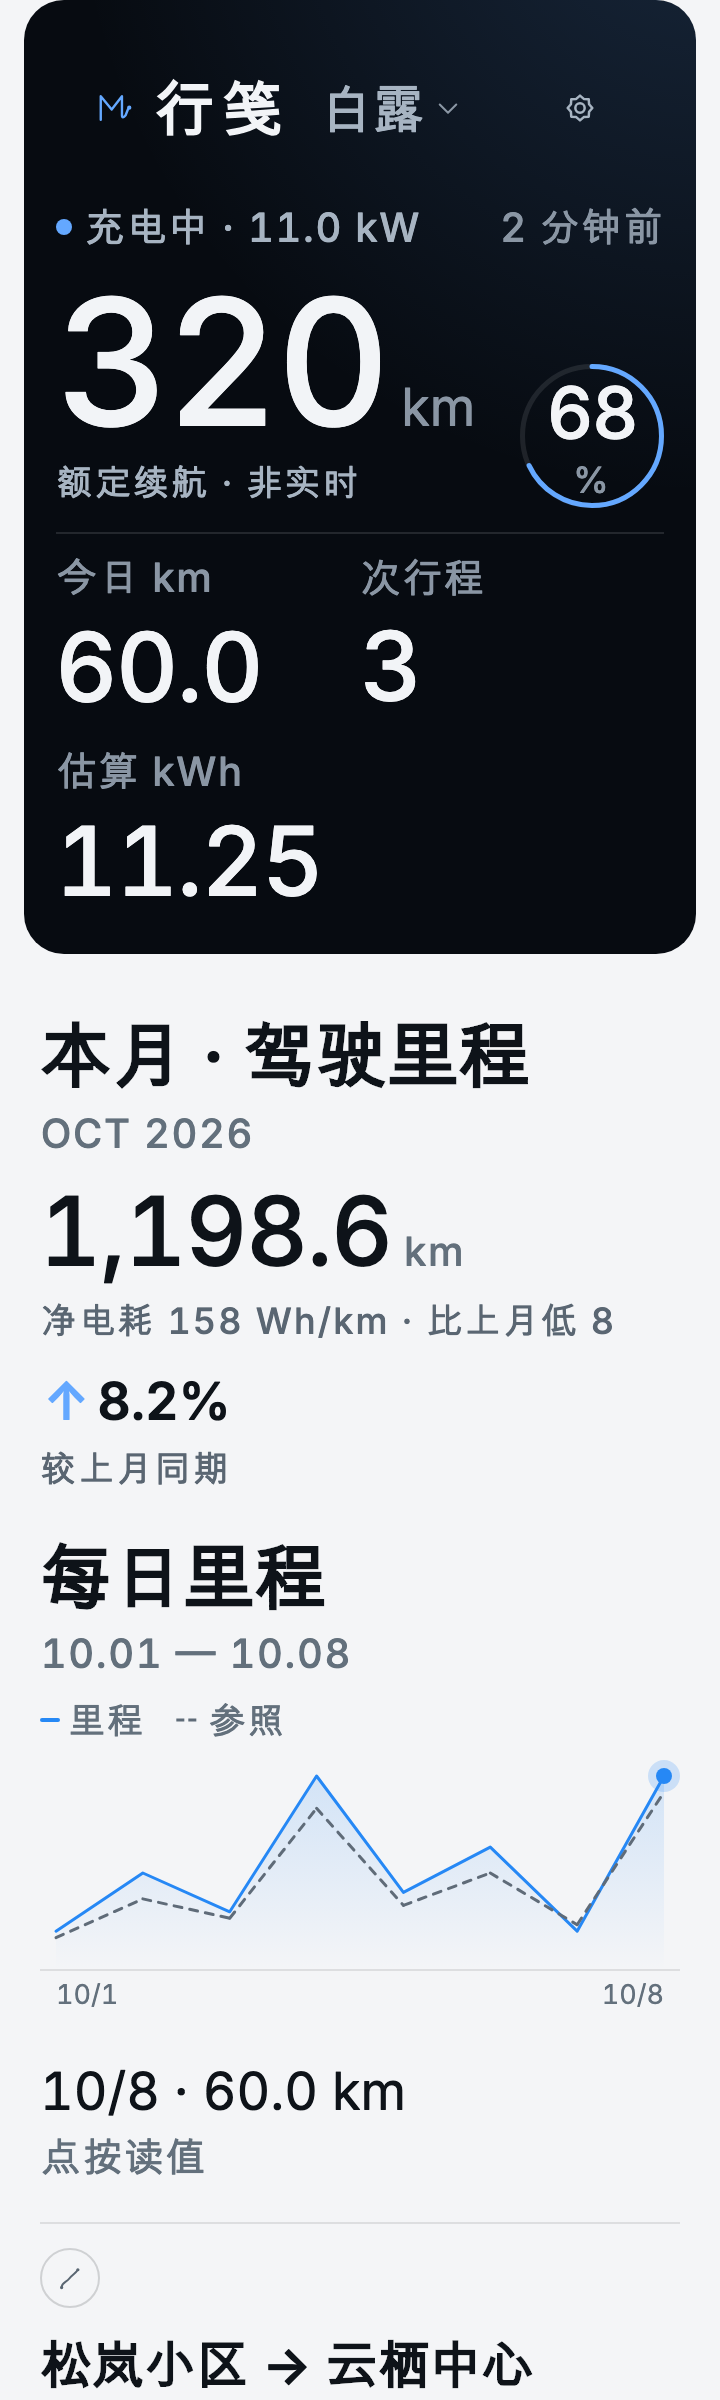 行笺 白露
充电中 · 11.0 kW 2 分钟前
320 km
68
%
额定续航 · 非实时
今日 km 次行程
60.0 3
估算 kWh
11.25
本月 · 驾驶里程
OCT 2026
1,198.6 km
净电耗 158 Wh/km · 比上月低 8
↑ 8.2%
较上月同期
每日里程
10.01 — 10.08
里程 -- 参照
10/1 10/8
10/8 · 60.0 km
点按读值
松岚小区 → 云栖中心